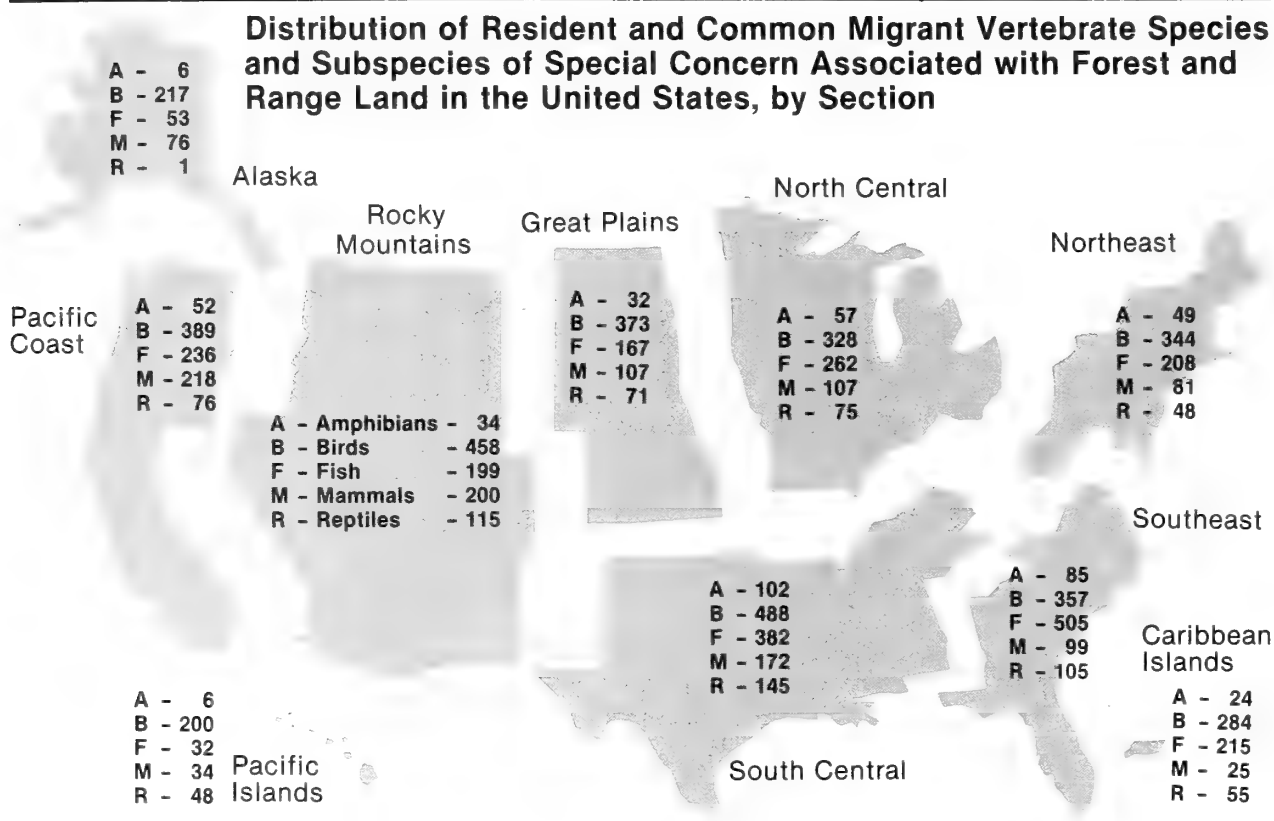 Distribution of Resident and Common Migrant Vertebrate Species
and Subspecies of Special Concern Associated with Forest and
Range Land in the United States, by Section
A - 6
B - 217
F - 53
M - 76
R - 1
Alaska
Pacific
Coast
A - 52
B - 389
F - 236
M - 218
R - 76
Rocky
Mountains
A - Amphibians - 34
B - Birds - 458
F - Fish - 199
M - Mammals - 200
R - Reptiles - 115
Great Plains
A - 32
B - 373
F - 167
M - 107
R - 71
North Central
A - 57
B - 328
F - 262
M - 107
R - 75
Northeast
A - 49
B - 344
F - 208
M - 81
R - 48
Southeast
A - 85
B - 357
F - 505
M - 99
R - 105
A - 102
B - 488
F - 382
M - 172
R - 145
South Central
Caribbean
Islands
A - 24
B - 284
F - 215
M - 25
R - 55
A - 6
B - 200
F - 32
M - 34
R - 48
Pacific
Islands